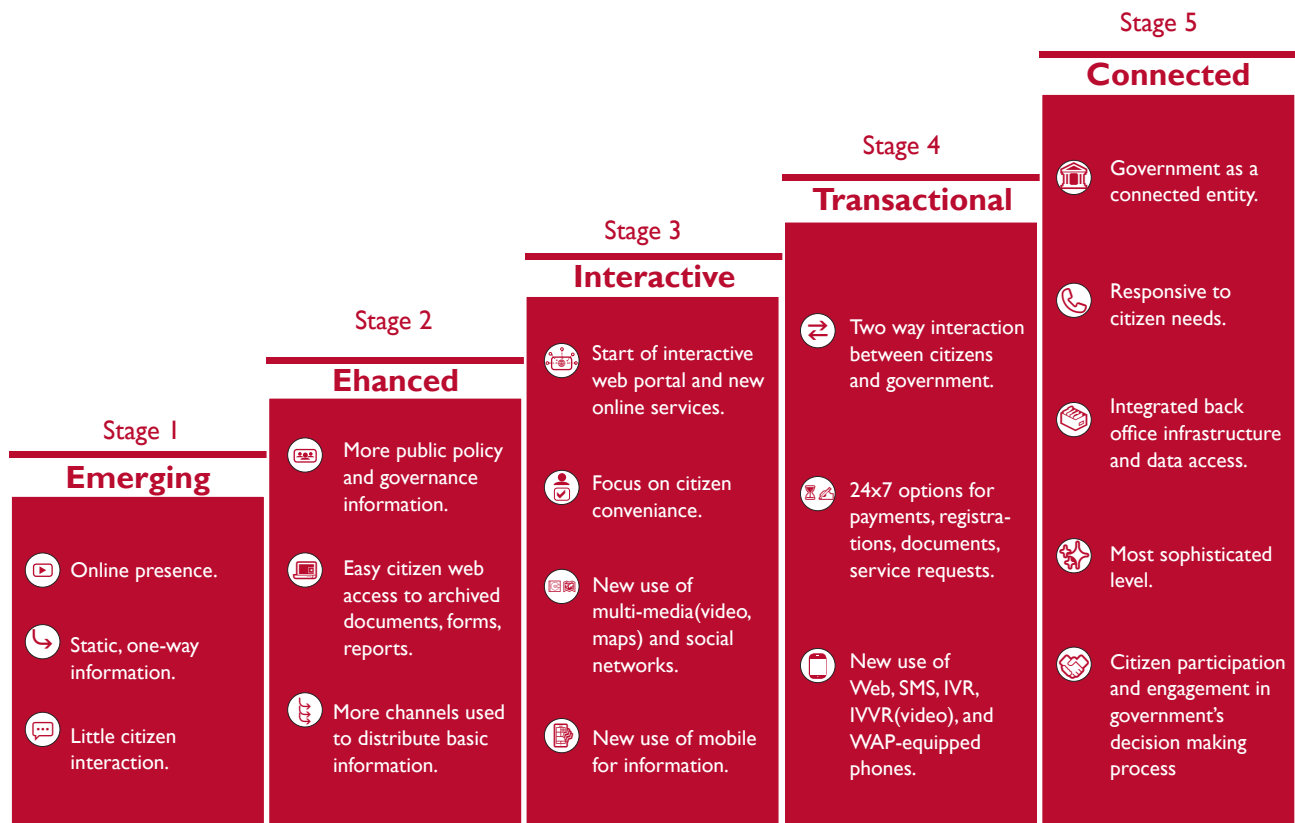 Stage 1
Emerging
Online presence.
Static, one-way
information.
Little citizen
interaction.
Stage 2
Ehanced
More public policy
and governance
information.
Easy citizen web
access to archived
documents, forms,
reports.
More channels used
to distribute basic
information.
Stage 3
Interactive
Start of interactive
web portal and new
online services.
Focus on citizen
conveniance.
New use of
multi-media(video,
maps) and social
networks.
New use of mobile
for information.
Stage 4
Transactional
Two way interaction
between citizens
and government.
24x7 options for
payments, registra-
tions, documents,
service requests.
New use of
Web, SMS, IVR,
IVVR(video), and
WAP-equipped
phones.
Stage 5
Connected
Government as a
connected entity.
Responsive to
citizen needs.
Integrated back
office infrastructure
and data access.
Most sophisticated
level.
Citizen participation
and engagement in
government's
decision making
process